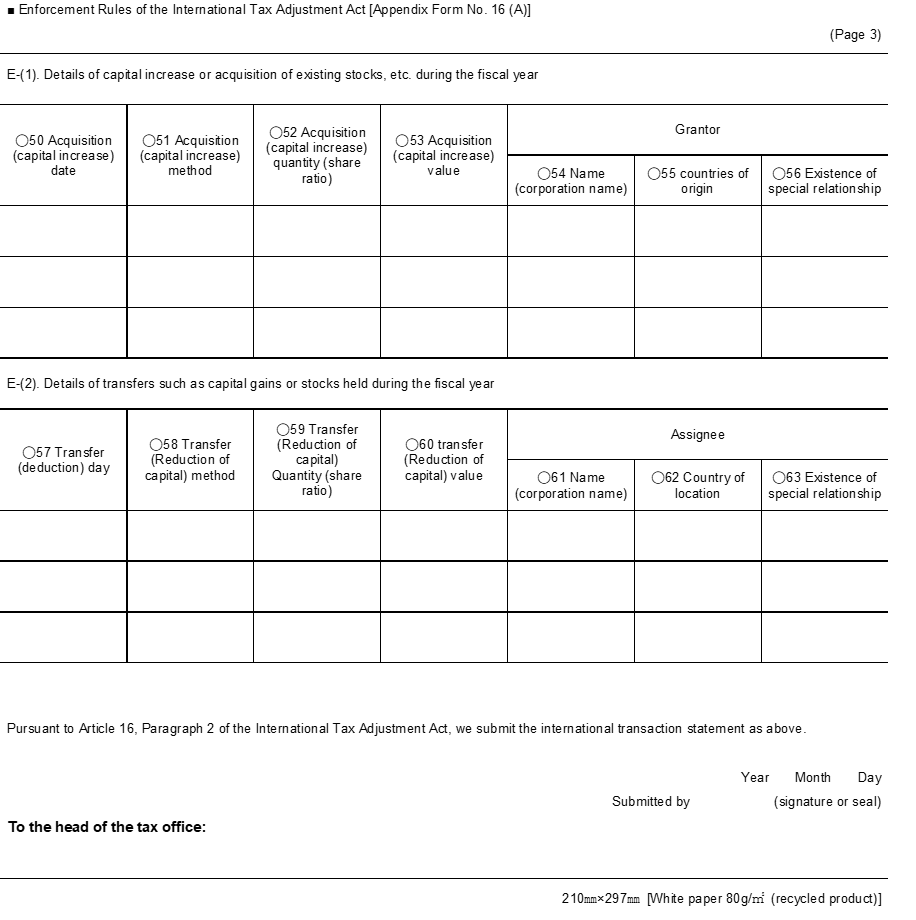 ■ Enforcement Rules of the International Tax Adjustment Act [Appendix Form No. 16 (A)]
(Page 3)
E-(1). Details of capital increase or acquisition of existing stocks, etc. during the fiscal year
◯50 Acquisition
(capital increase)
date
◯51 Acquisition
(capital increase)
method
◯52 Acquisition
(capital increase)
quantity (share
ratio)
◯53 Acquisition
(capital increase)
value
Grantor
◯54 Name
(corporation name)
◯55 countries of
origin
◯56 Existence of
special relationship
E-(2). Details of transfers such as capital gains or stocks held during the fiscal year
◯57 Transfer
(deduction) day
◯58 Transfer
(Reduction of
capital) method
◯59 Transfer
(Reduction of
capital)
Quantity (share
ratio)
◯60 transfer
(Reduction of
capital) value
Assignee
◯61 Name
(corporation name)
◯62 Country of
location
◯63 Existence of
special relationship
Pursuant to Article 16, Paragraph 2 of the International Tax Adjustment Act, we submit the international transaction statement as above.
Year Month Day
Submitted by (signature or seal)
To the head of the tax office:
210㎜×297㎜ [White paper 80g/㎡ (recycled product)]